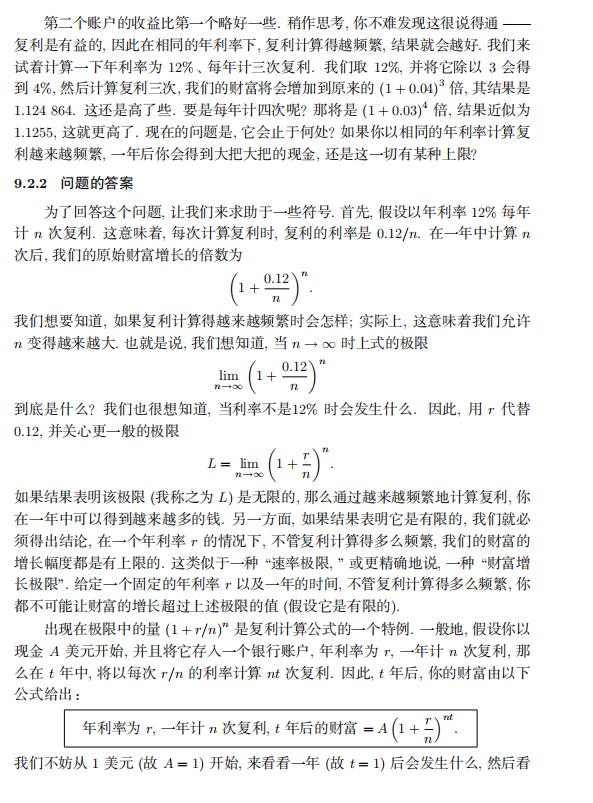 第二个账户的收益比第一个略好一些. 稍作思考, 你不难发现这很说得通 ——
复利是有益的, 因此在相同的年利率下, 复利计算得越频繁, 结果就会越好. 我们来
试着计算一下年利率为 12%、每年计三次复利. 我们取 12%, 并将它除以 3 会得
到 4%, 然后计算复利三次, 我们的财富将会增加到原来的 (1 + 0.04)³ 倍, 其结果是
1.124 864. 这还是高了些. 要是每年计四次呢? 那将是 (1 + 0.03)⁴ 倍, 结果近似为
1.1255, 这就更高了. 现在的问题是, 它会止于何处? 如果你以相同的年利率计算复
利越来越频繁, 一年后你会得到大把大把的现金, 还是这一切有某种上限?
9.2.2 问题的答案
为了回答这个问题, 让我们来求助于一些符号. 首先, 假设以年利率 12% 每年
计 n 次复利. 这意味着, 每次计算复利时, 复利的利率是 0.12/n. 在一年中计算 n
次后, 我们的原始财富增长的倍数为
(1 + 0.12/n)ⁿ.
我们想要知道, 如果复利计算得越来越频繁时会怎样; 实际上, 这意味着我们允许
n 变得越来越大. 也就是说, 我们想知道, 当 n → ∞ 时上式的极限
lim n→∞ (1 + 0.12/n)ⁿ
到底是什么? 我们也很想知道, 当利率不是12% 时会发生什么. 因此, 用 r 代替
0.12, 并关心更一般的极限
L = lim n→∞ (1 + r/n)ⁿ.
如果结果表明该极限 (我称之为 L) 是无限的, 那么通过越来越频繁地计算复利, 你
在一年中可以得到越来越多的钱. 另一方面, 如果结果表明它是有限的, 我们就必
须得出结论, 在一个年利率 r 的情况下, 不管复利计算得多么频繁, 我们的财富的
增长幅度都是有上限的. 这类似于一种 “速率极限, ” 或更精确地说, 一种 “财富增
长极限”. 给定一个固定的年利率 r 以及一年的时间, 不管复利计算得多么频繁, 你
都不可能让财富的增长超过上述极限的值 (假设它是有限的).
出现在极限中的量 (1 + r/n)ⁿ 是复利计算公式的一个特例. 一般地, 假设你以
现金 A 美元开始, 并且将它存入一个银行账户, 年利率为 r, 一年计 n 次复利, 那
么在 t 年中, 将以每次 r/n 的利率计算 nt 次复利. 因此, t 年后, 你的财富由以下
公式给出:
年利率为 r, 一年计 n 次复利, t 年后的财富 = A(1 + r/n)ⁿᵗ.
我们不妨从 1 美元 (故 A = 1) 开始, 来看看一年 (故 t = 1) 后会发生什么, 然后看